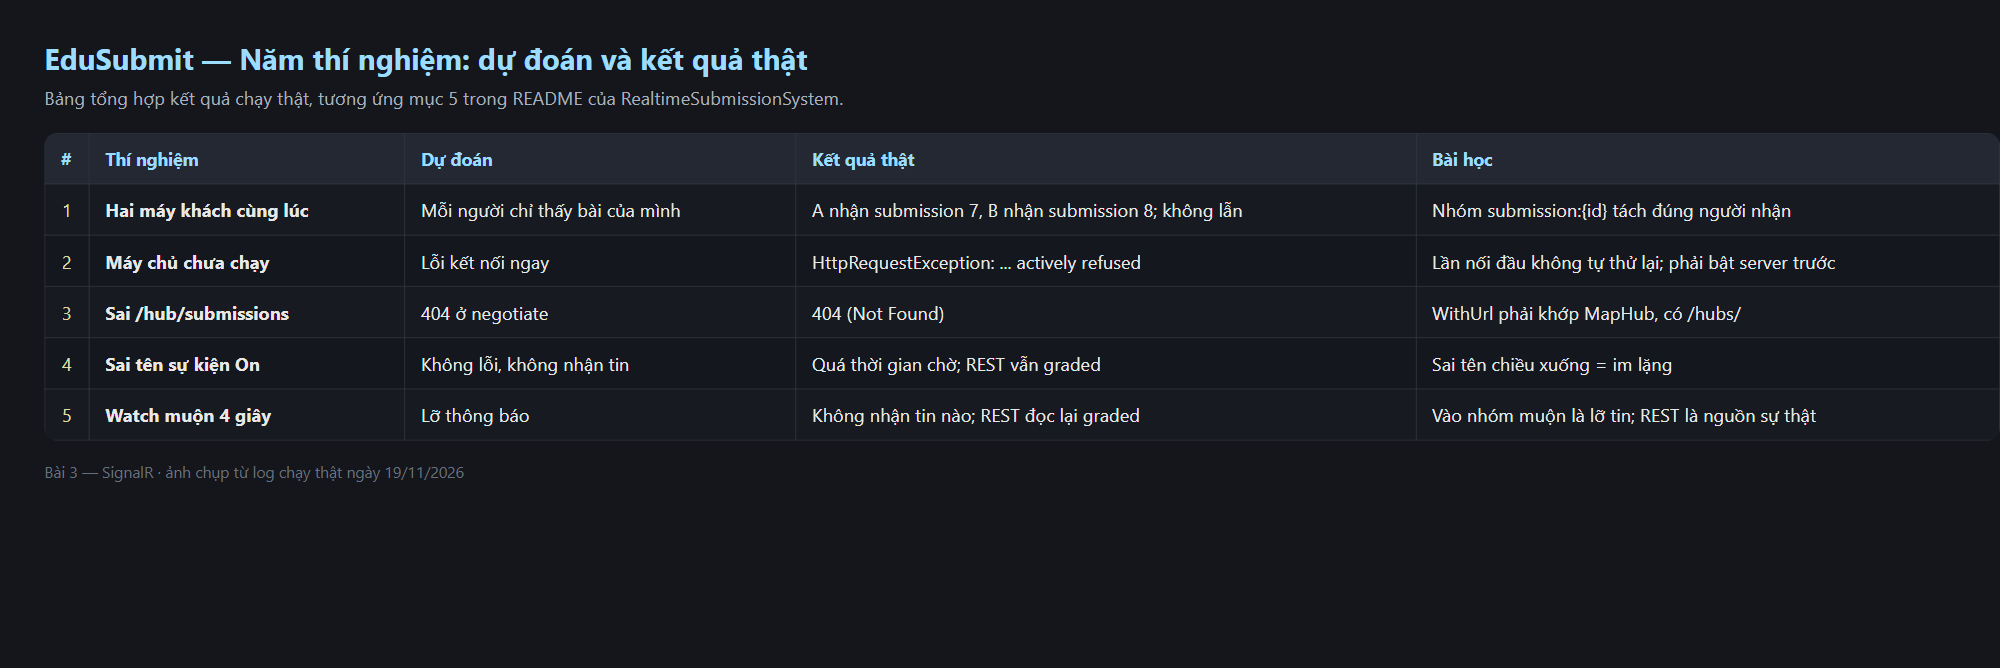 EduSubmit — Năm thí nghiệm: dự đoán và kết quả thật
Bảng tổng hợp kết quả chạy thật, tương ứng mục 5 trong README của RealtimeSubmissionSystem.
# Thí nghiệm Dự đoán Kết quả thật Bài học
1 Hai máy khách cùng lúc Mỗi người chỉ thấy bài của mình A nhận submission 7, B nhận submission 8; không lẫn Nhóm submission:{id} tách đúng người nhận
2 Máy chủ chưa chạy Lỗi kết nối ngay HttpRequestException: ... actively refused Lần nối đầu không tự thử lại; phải bật server trước
3 Sai /hub/submissions 404 ở negotiate 404 (Not Found) WithUrl phải khớp MapHub, có /hubs/
4 Sai tên sự kiện On Không lỗi, không nhận tin Quá thời gian chờ; REST vẫn graded Sai tên chiều xuống = im lặng
5 Watch muộn 4 giây Lỡ thông báo Không nhận tin nào; REST đọc lại graded Vào nhóm muộn là lỡ tin; REST là nguồn sự thật
Bài 3 — SignalR · ảnh chụp từ log chạy thật ngày 19/11/2026